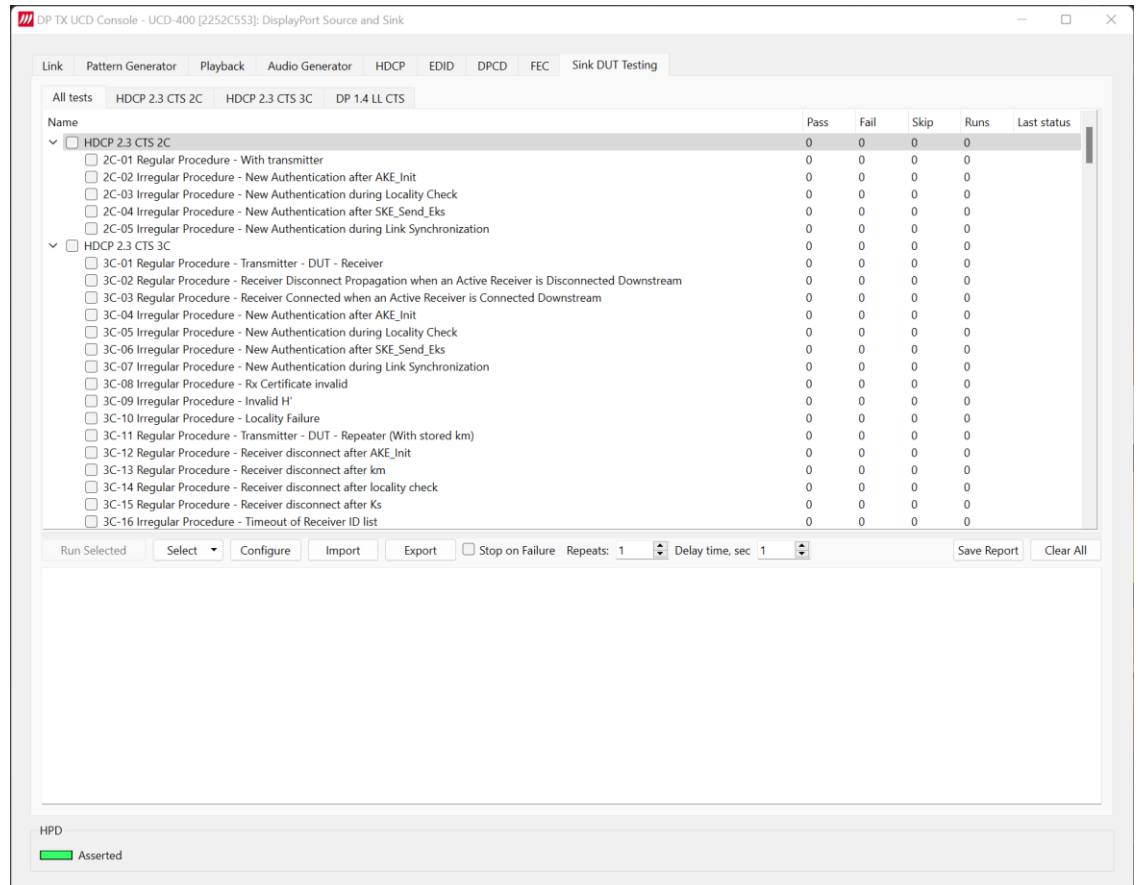 DP TX UCD Console - UCD-400 [2252C553]: DisplayPort Source and Sink
Link Pattern Generator Playback Audio Generator HDCP EDID DPCD FEC Sink DUT Testing
All tests HDCP 2.3 CTS 2C HDCP 2.3 CTS 3C DP 1.4 LL CTS
Name Pass Fail Skip Runs Last status
HDCP 2.3 CTS 2C 0 0 0 0
2C-01 Regular Procedure - With transmitter 0 0 0 0
2C-02 Irregular Procedure - New Authentication after AKE_Init 0 0 0 0
2C-03 Irregular Procedure - New Authentication during Locality Check 0 0 0 0
2C-04 Irregular Procedure - New Authentication after SKE_Send_Eks 0 0 0 0
2C-05 Irregular Procedure - New Authentication during Link Synchronization 0 0 0 0
HDCP 2.3 CTS 3C 0 0 0 0
3C-01 Regular Procedure - Transmitter - DUT - Receiver 0 0 0 0
3C-02 Regular Procedure - Receiver Disconnect Propagation when an Active Receiver is Disconnected Downstream 0 0 0 0
3C-03 Regular Procedure - Receiver Connected when an Active Receiver is Connected Downstream 0 0 0 0
3C-04 Irregular Procedure - New Authentication after AKE_Init 0 0 0 0
3C-05 Irregular Procedure - New Authentication during Locality Check 0 0 0 0
3C-06 Irregular Procedure - New Authentication after SKE_Send_Eks 0 0 0 0
3C-07 Irregular Procedure - New Authentication during Link Synchronization 0 0 0 0
3C-08 Irregular Procedure - Rx Certificate invalid 0 0 0 0
3C-09 Irregular Procedure - Invalid H' 0 0 0 0
3C-10 Irregular Procedure - Locality Failure 0 0 0 0
3C-11 Regular Procedure - Transmitter - DUT - Repeater (With stored km) 0 0 0 0
3C-12 Regular Procedure - Receiver disconnect after AKE_Init 0 0 0 0
3C-13 Regular Procedure - Receiver disconnect after km 0 0 0 0
3C-14 Regular Procedure - Receiver disconnect after locality check 0 0 0 0
3C-15 Regular Procedure - Receiver disconnect after Ks 0 0 0 0
3C-16 Irregular Procedure - Timeout of Receiver ID list 0 0 0 0
Run Selected Select Configure Import Export Stop on Failure Repeats: 1 Delay time, sec 1 Save Report Clear All
HPD
Asserted